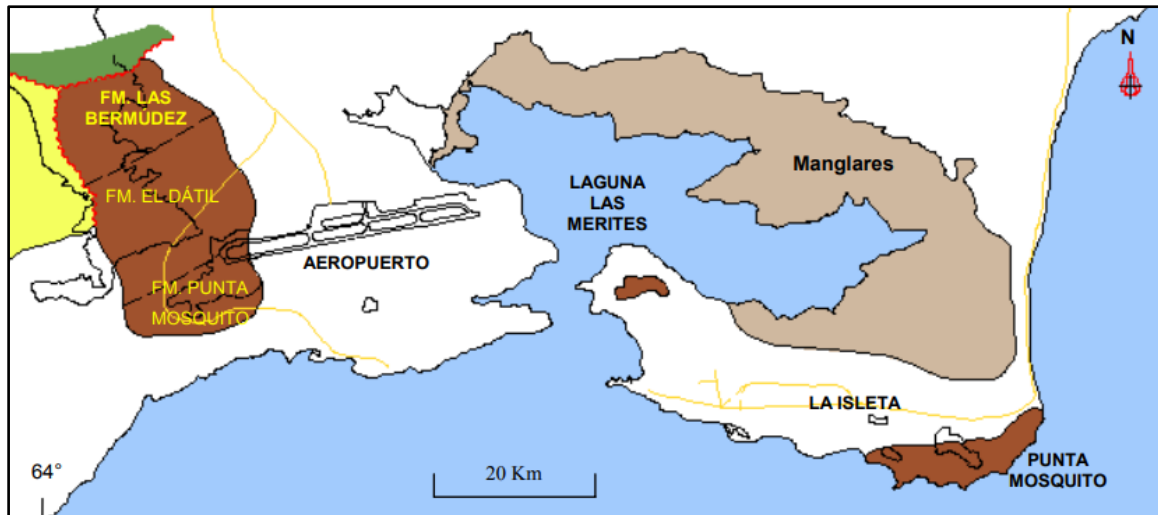 N
FM. LAS
BERMÚDEZ
Manglares
LAGUNA
LAS
MERITES
FM. EL DÁTIL
AEROPUERTO
FM. PUNTA
MOSQUITO
LA ISLETA
PUNTA
MOSQUITO
64°
20 Km